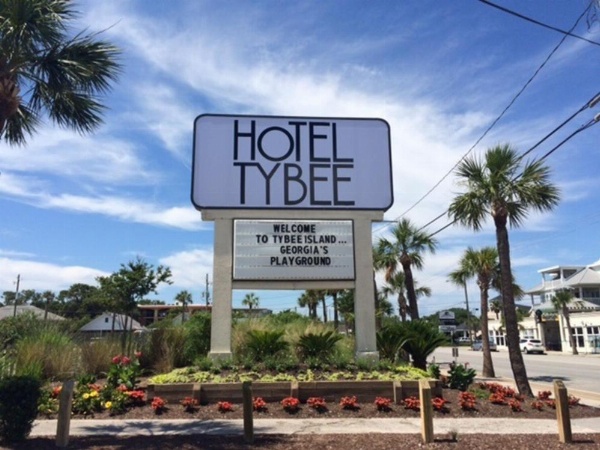 HOTEL
TYBEE
WELCOME
TO TYBEE ISLAND...
GEORGIA'S
PLAYGROUND